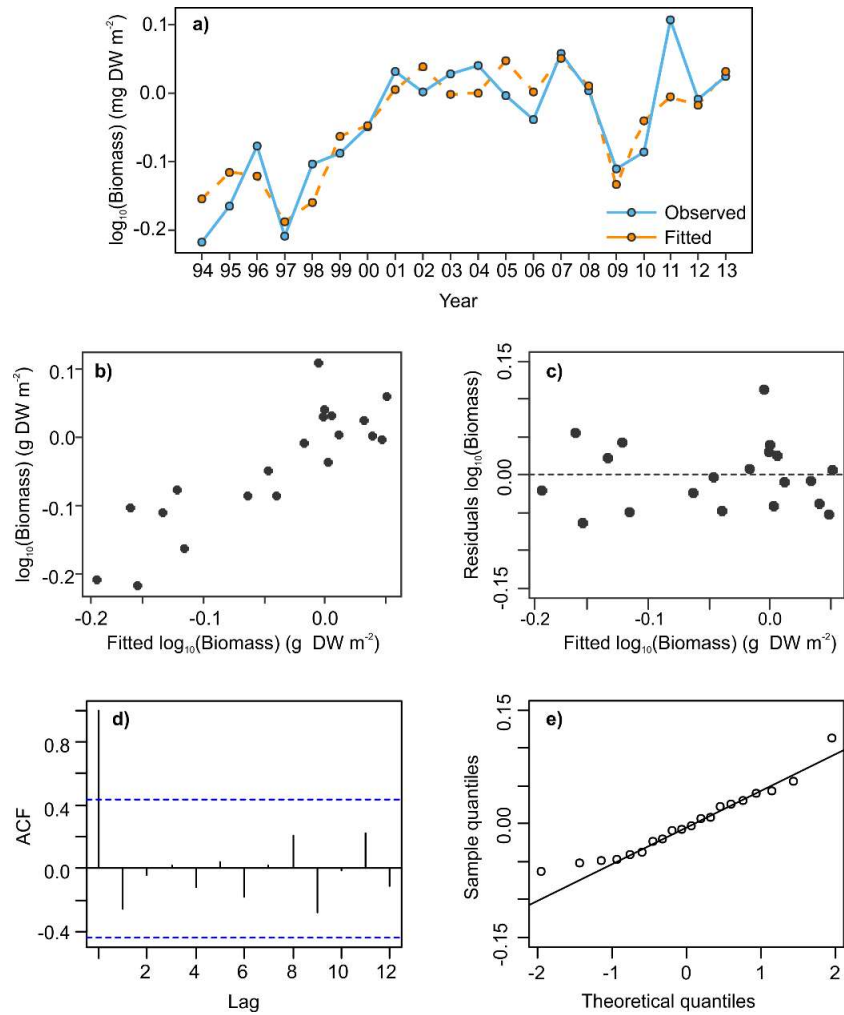 a)
log₁₀(Biomass) (mg DW m⁻²)
0.1
0.0
-0.1
-0.2
Observed
Fitted
94 95 96 97 98 99 00 01 02 03 04 05 06 07 08 09 10 11 12 13
Year
b)
log₁₀(Biomass) (g DW m⁻²)
0.1
0.0
-0.1
-0.2
-0.2 -0.1 0.0
Fitted log₁₀(Biomass) (g DW m⁻²)
c)
Residuals log₁₀(Biomass)
0.15
0.00
-0.15
-0.2 -0.1 0.0
Fitted log₁₀(Biomass) (g DW m⁻²)
d)
ACF
0.8
0.4
0.0
-0.4
2 4 6 8 10 12
Lag
e)
Sample quantiles
0.15
0.00
-0.15
-2 -1 0 1 2
Theoretical quantiles